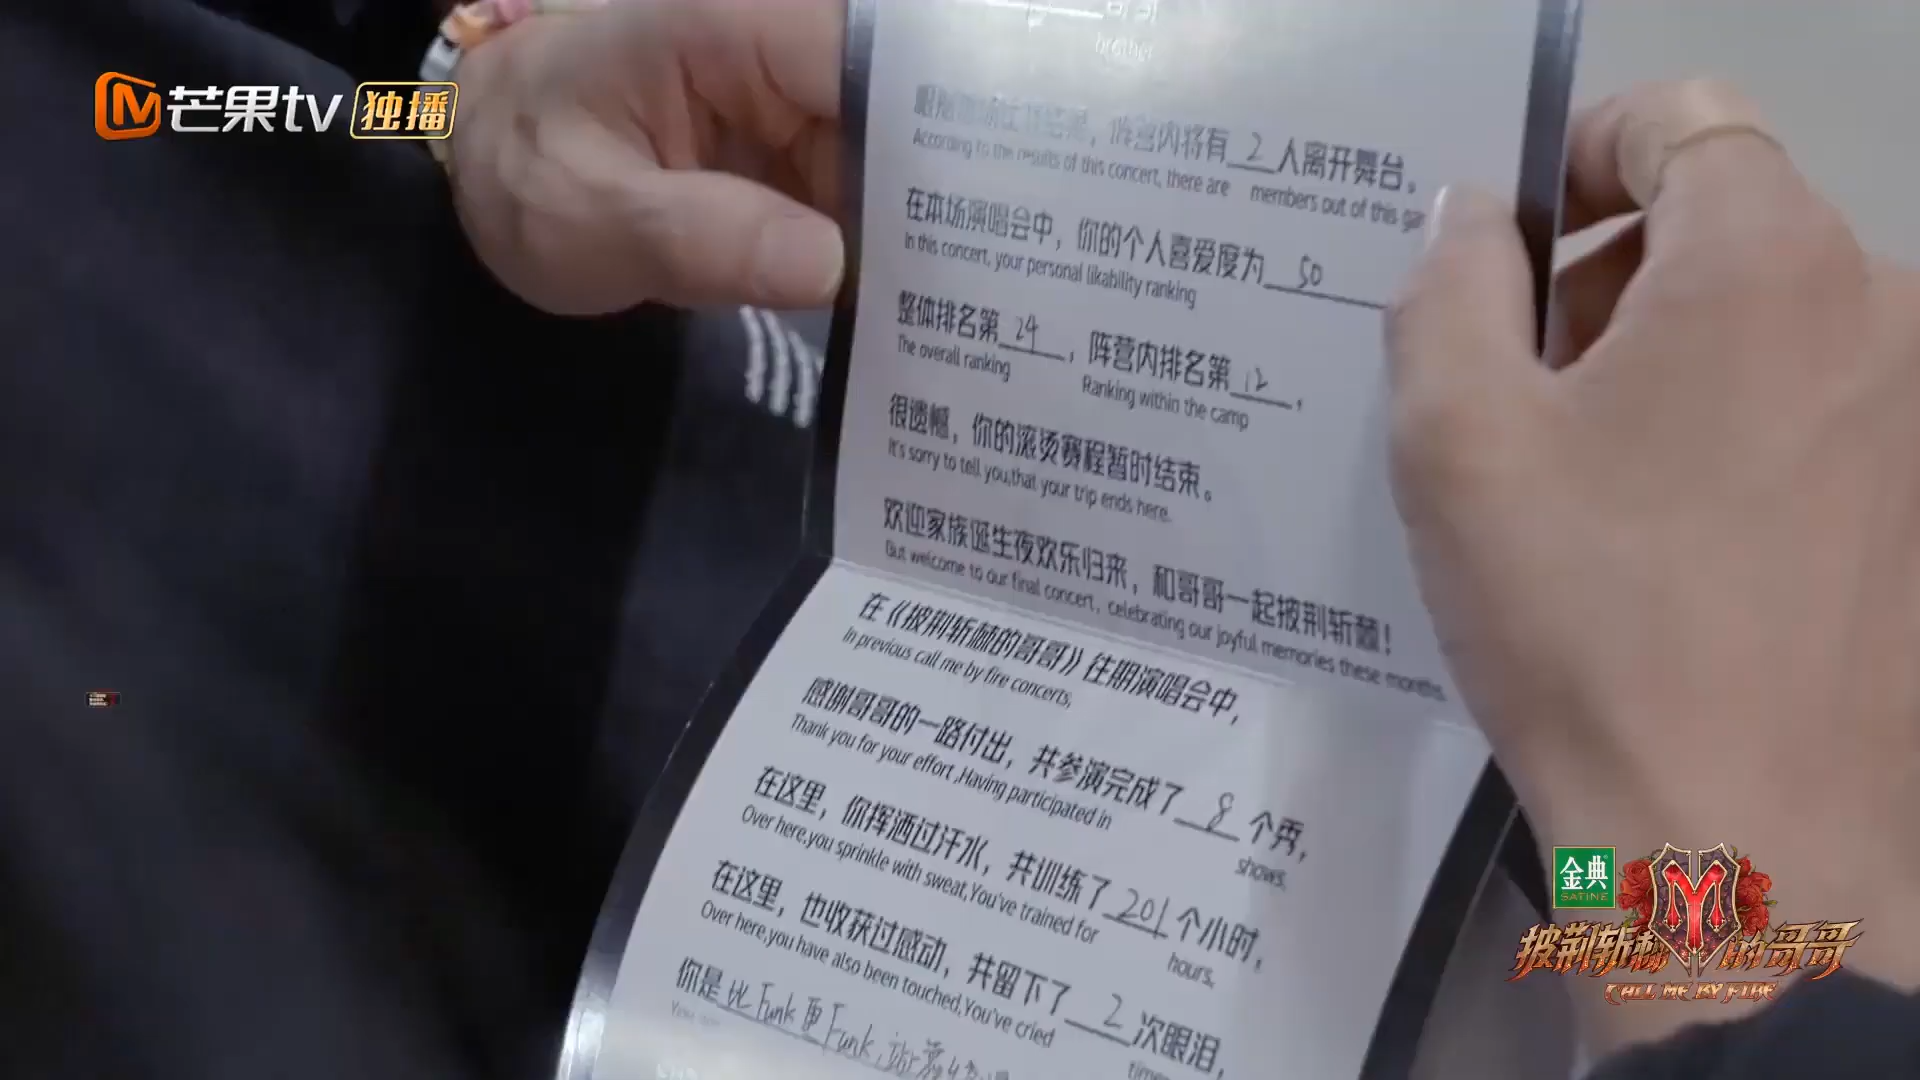 芒果tv 独播
哥哥
brother
根据本场比拼结果，阵营内将有 2 人离开舞台。
According to the results of this concert, there are members out of this
在本场演唱会中，你的个人喜爱度为 50
In this concert, your personal likability ranking
整体排名第 24 ，阵营内排名第 12 ，
The overall ranking Ranking within the camp
很遗憾，你的滚烫赛程暂时结束。
It's sorry to tell you,that your trip ends here.
欢迎家族诞生夜欢乐归来，和哥哥一起披荆斩棘！
But welcome to our final concert, celebrating our joyful memories these months.
在《披荆斩棘的哥哥》往期演唱会中，
In previous call me by fire concerts,
感谢哥哥的一路付出，共参演完成了 8 个秀，
Thank you for your effort ,Having participated in shows.
在这里，你挥洒过汗水，共训练了 201 个小时，
Over here,you sprinkle with sweat,You've trained for hours.
在这里，也收获过感动，共留下了 2 次眼泪，
Over here,you have also been touched,You've cried
你是 比 Funk 更 Funk，
金典
SATINE
披荆斩棘的哥哥
CALL ME BY FIRE